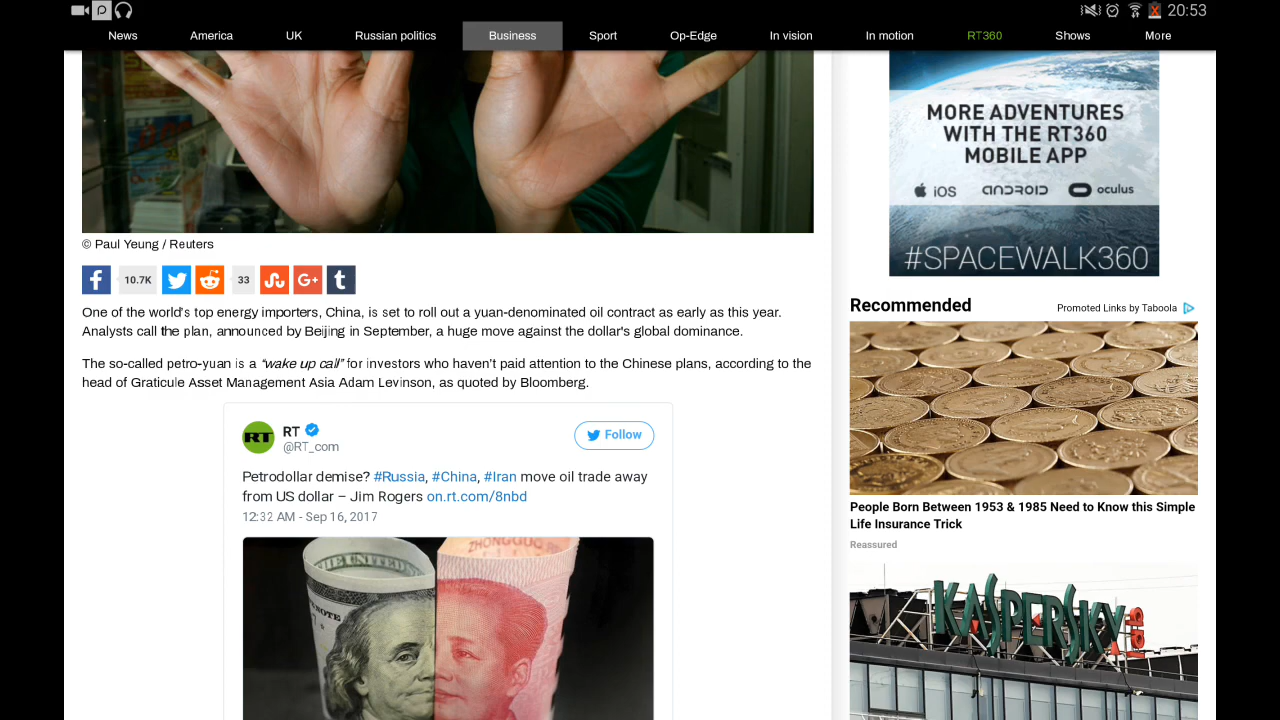 20:53
News America UK Russian politics Business Sport Op-Edge In vision In motion RT360 Shows More
© Paul Yeung / Reuters
10.7K 33
One of the world's top energy importers, China, is set to roll out a yuan-denominated oil contract as early as this year.
Analysts call the plan, announced by Beijing in September, a huge move against the dollar's global dominance.
The so-called petro-yuan is a “wake up call” for investors who haven’t paid attention to the Chinese plans, according to the
head of Graticule Asset Management Asia Adam Levinson, as quoted by Bloomberg.
RT
RT
@RT_com
Follow
Petrodollar demise? #Russia, #China, #Iran move oil trade away
from US dollar – Jim Rogers on.rt.com/8nbd
12:32 AM - Sep 16, 2017
UNITED
NOTE
ZHONGGUO
MORE ADVENTURES
WITH THE RT360
MOBILE APP
iOS ANDROID oculus
#SPACEWALK360
Recommended
Promoted Links by Taboola
People Born Between 1953 & 1985 Need to Know this Simple
Life Insurance Trick
Reassured
KASPERSKY